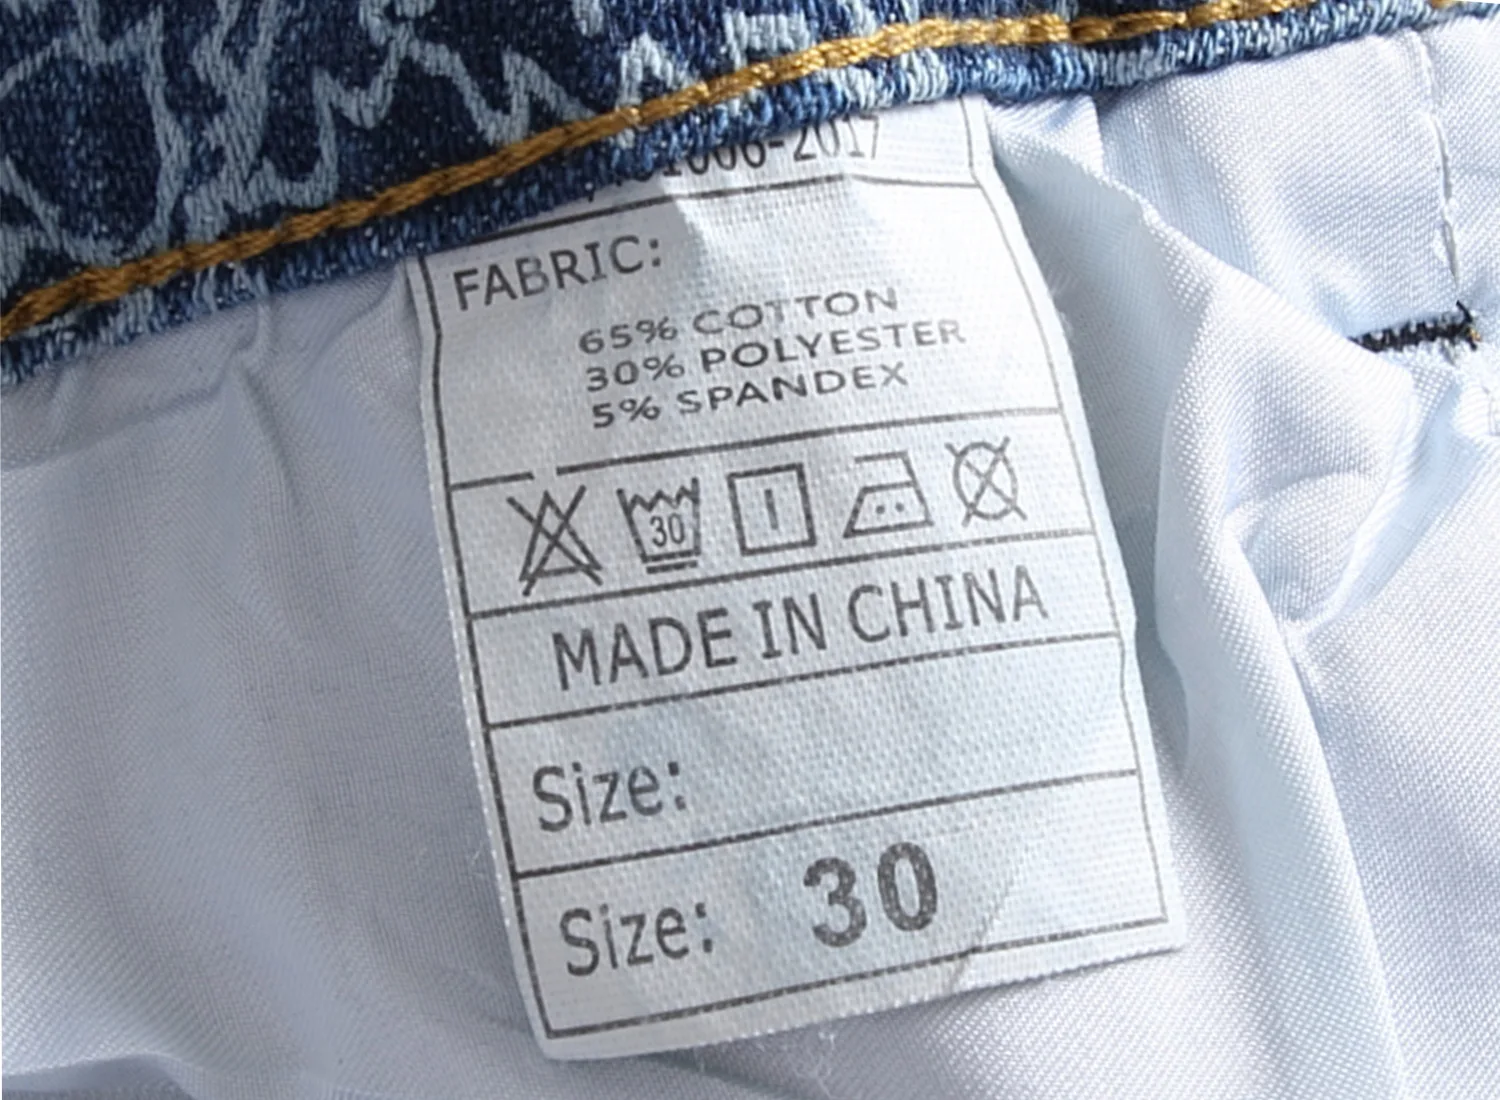 FABRIC:
65% COTTON
30% POLYESTER
5% SPANDEX
30
MADE IN CHINA
Size:
Size: 30